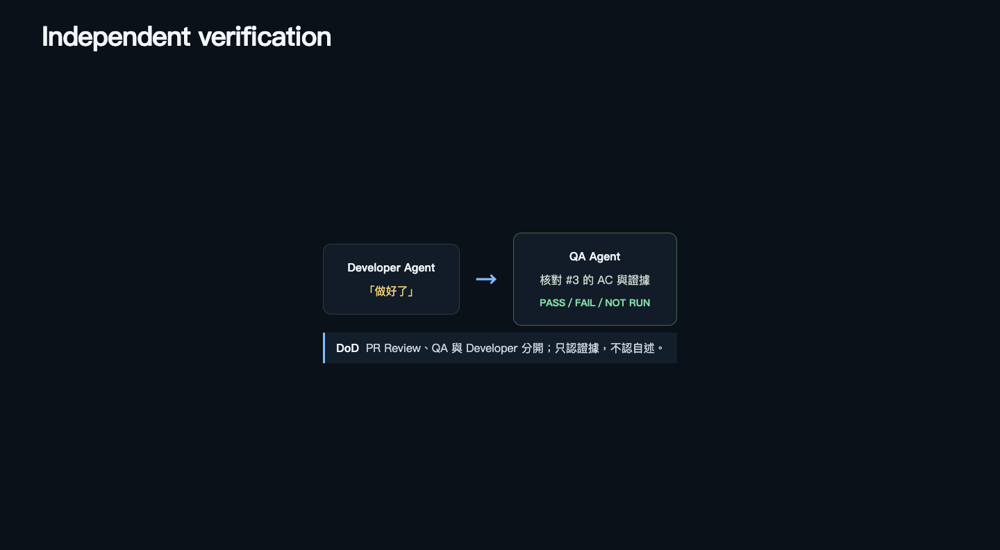 Independent verification
Developer Agent
「做好了」
QA Agent
核對 #3 的 AC 與證據
PASS / FAIL / NOT RUN
DoD PR Review、QA 與 Developer 分開；只認證據，不認自述。